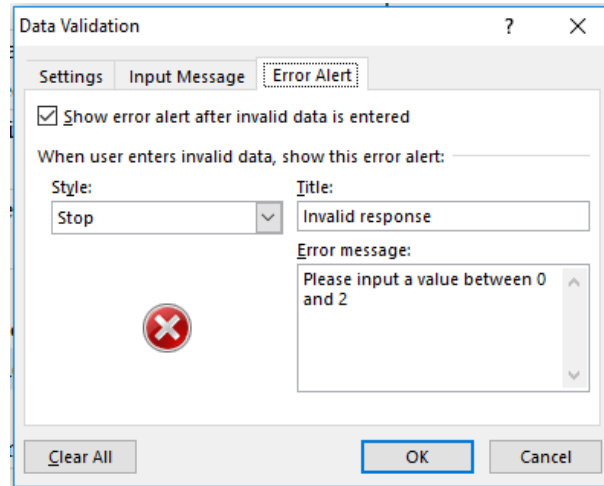 Data Validation ?
Settings Input Message Error Alert
Show error alert after invalid data is entered
When user enters invalid data, show this error alert:
Style: Title:
Stop Invalid response
Error message:
Please input a value between 0
and 2
Clear All OK Cancel